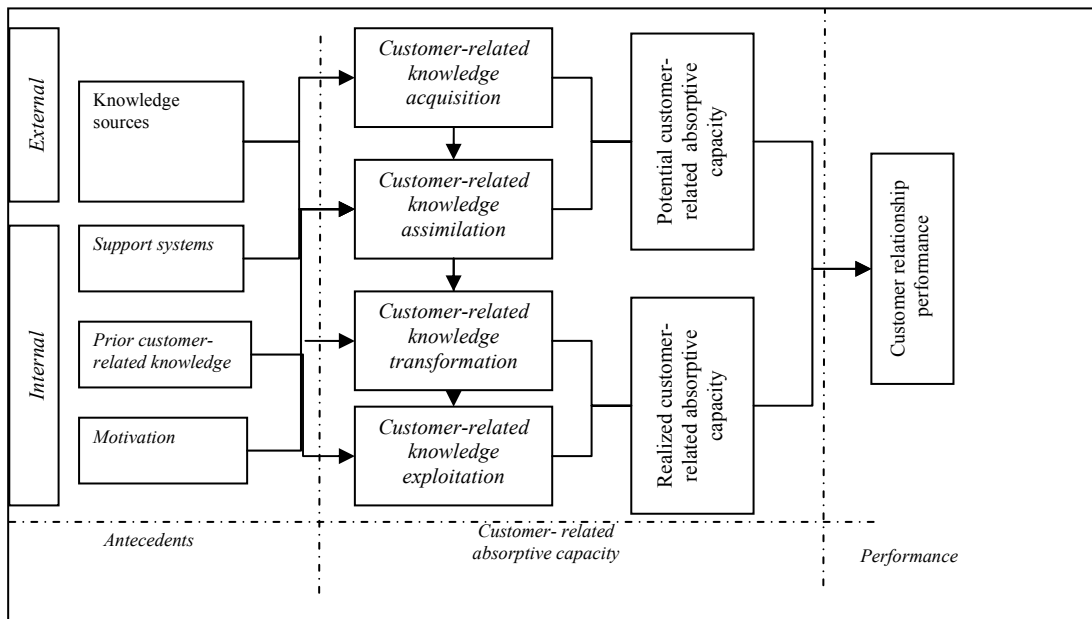 External
Knowledge
sources
Support systems
Internal
Prior customer-
related knowledge
Motivation
Customer-related
knowledge
acquisition
Customer-related
knowledge
assimilation
Customer-related
knowledge
transformation
Customer-related
knowledge
exploitation
Potential customer-
related absorptive
capacity
Realized customer-
related absorptive
capacity
Customer relationship
performance
Antecedents
Customer- related
absorptive capacity
Performance